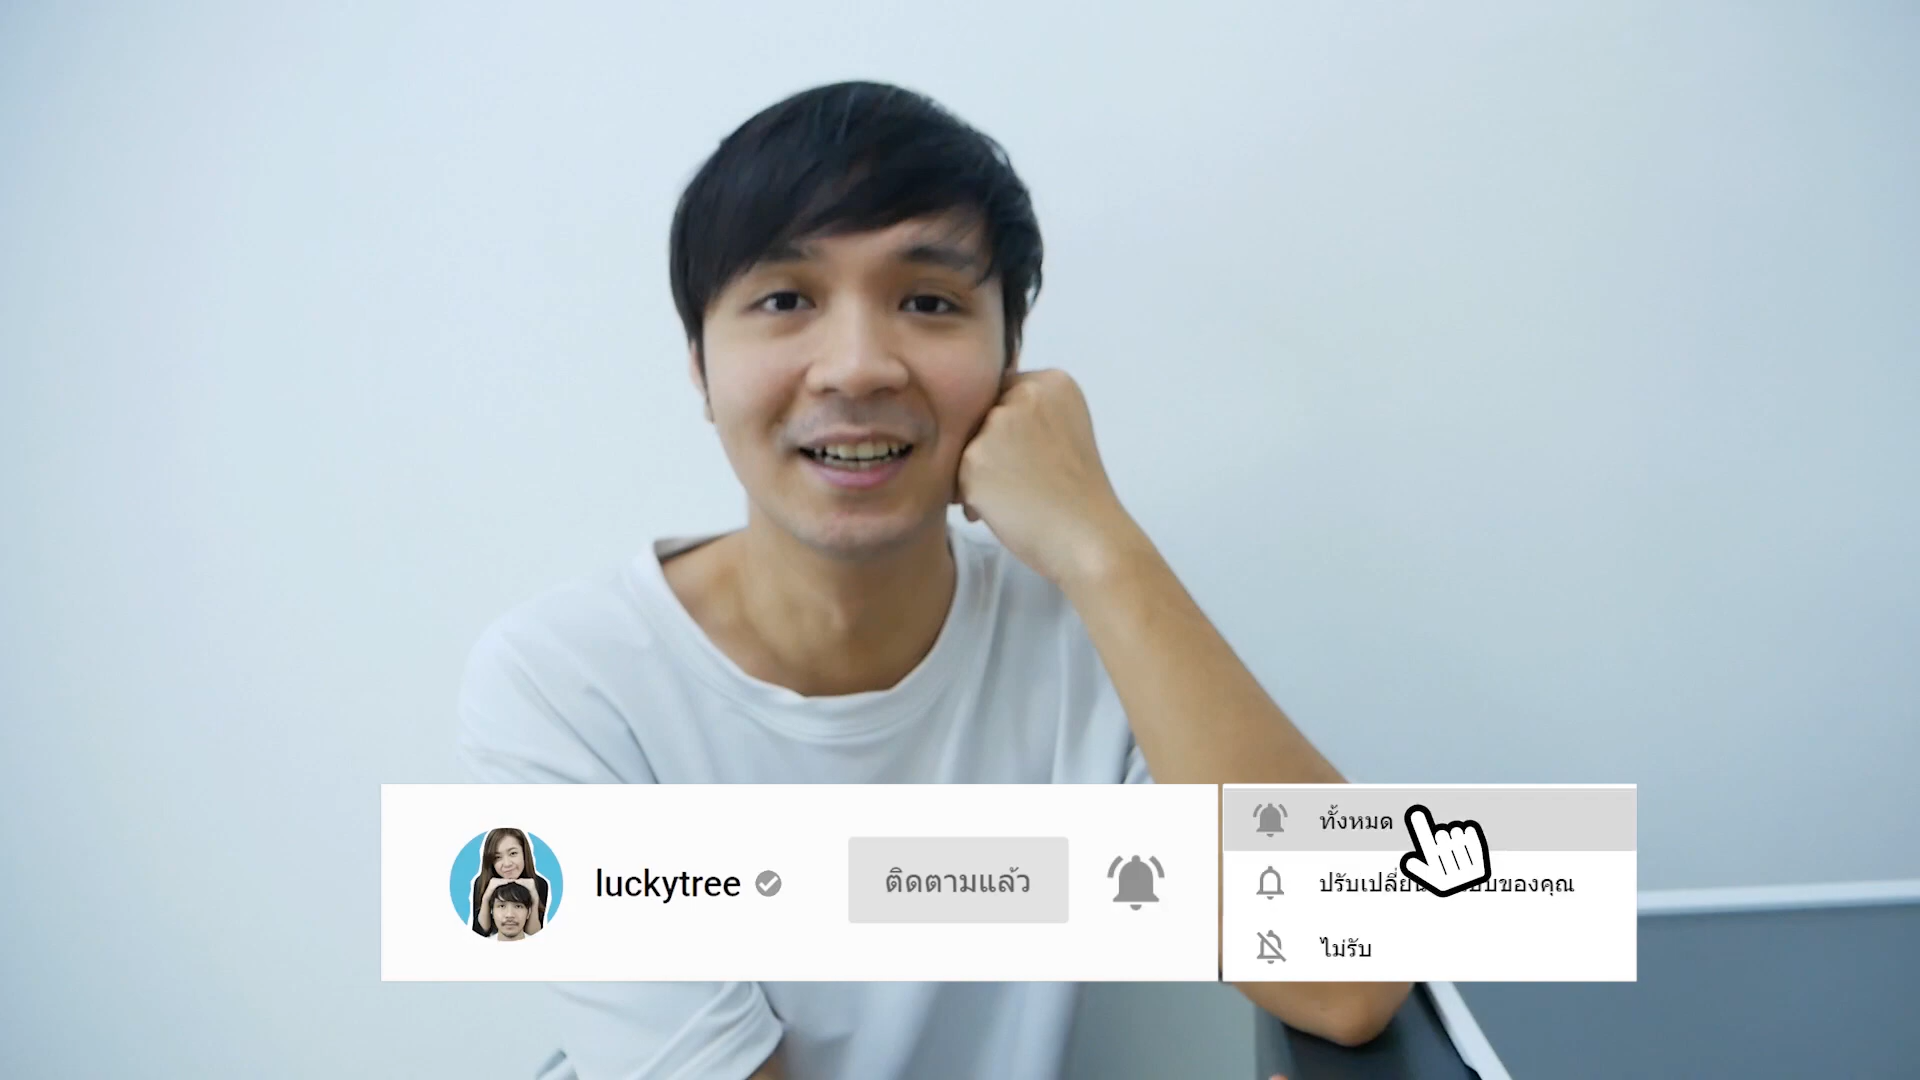 luckytree
ติดตามแล้ว
ทั้งหมด
ปรับเปลี่ยน
ของคุณ
ไม่รับ